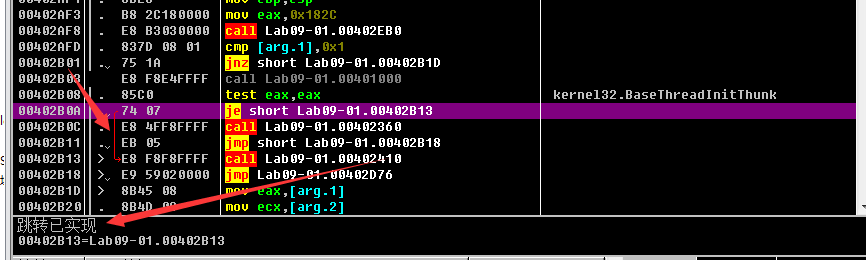 00402AF3 . B8 2C180000 mov eax,0x182C
00402AF8 . E8 B3030000 call Lab09-01.00402EB0
00402AFD . 837D 08 01 cmp [arg.1],0x1
00402B01 .⌄ 75 1A jnz short Lab09-01.00402B1D
00402B03 . E8 F8E4FFFF call Lab09-01.00401000
00402B08 . 85C0 test eax,eax kernel32.BaseThreadInitThunk
00402B0A .⌄ 74 07 je short Lab09-01.00402B13
00402B0C . E8 4FF8FFFF call Lab09-01.00402360
00402B11 .⌄ EB 05 jmp short Lab09-01.00402B18
00402B13 > E8 F8F8FFFF call Lab09-01.00402410
00402B18 >⌄ E9 59020000 jmp Lab09-01.00402D76
00402B1D > 8B45 08 mov eax,[arg.1]
00402B20 . 8B4D mov ecx,[arg.2]
跳转已实现
00402B13=Lab09-01.00402B13